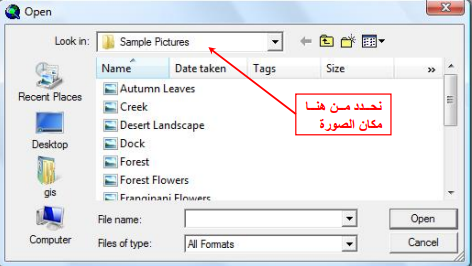 Open
Look in:
Sample Pictures
Name
Date taken
Tags
Size
»
Recent Places
Desktop
gis
Computer
Autumn Leaves
Creek
Desert Landscape
Dock
Forest
Forest Flowers
Frangipani Flowers
نحـدد مـن هنـا
مكان الصورة
File name:
Open
Files of type:
All Formats
Cancel